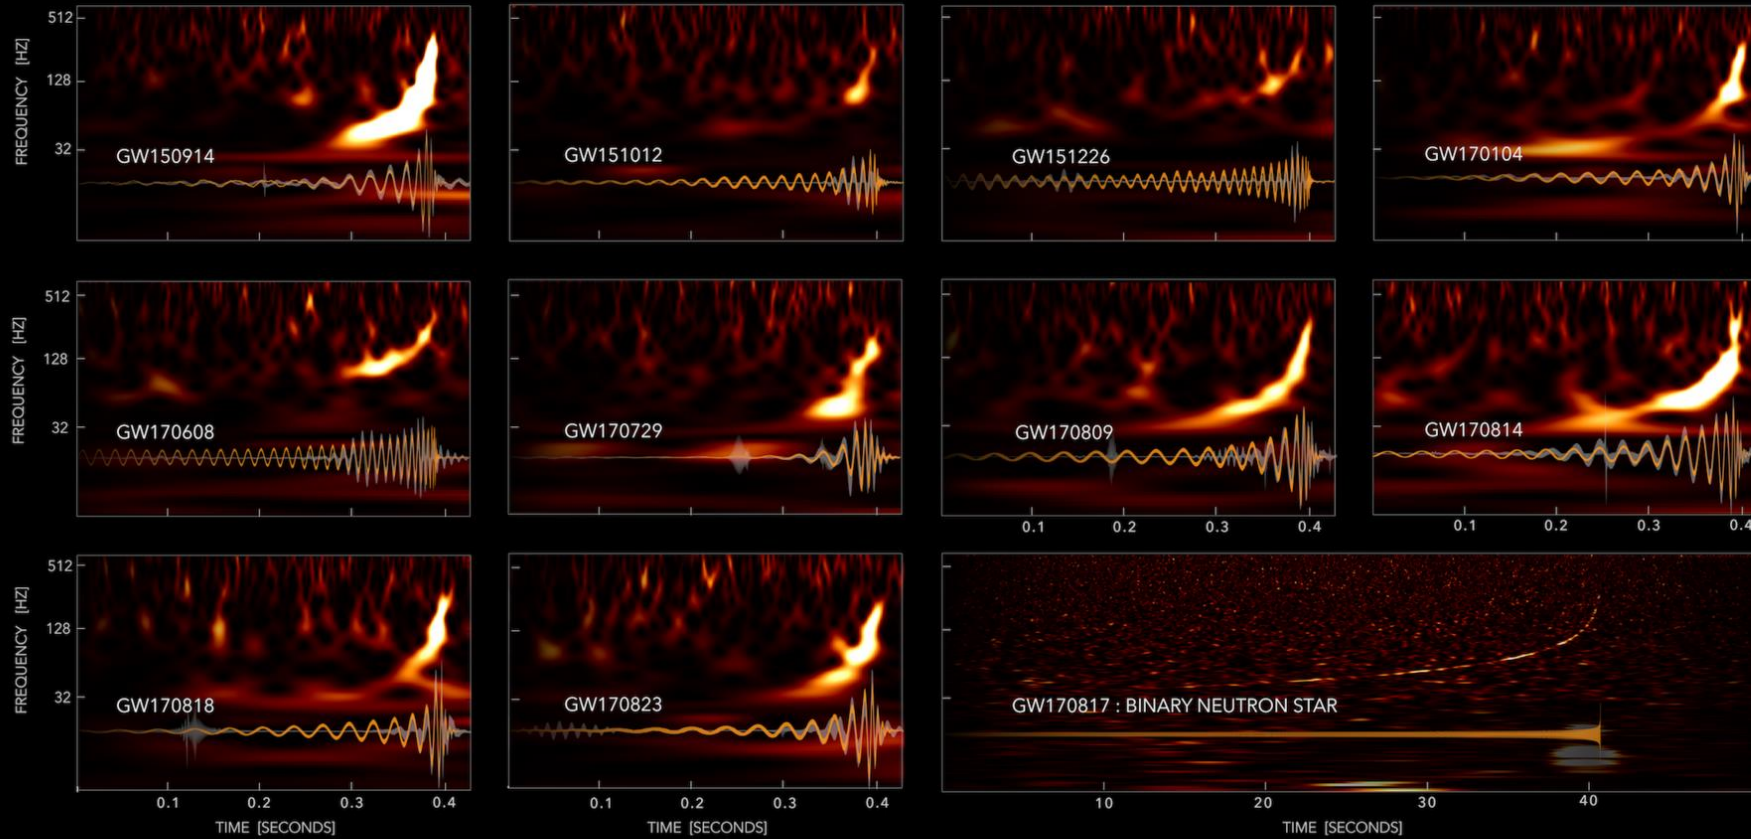 FREQUENCY [HZ]
512
128
32
GW150914
GW151012
GW151226
GW170104
FREQUENCY [HZ]
512
128
32
GW170608
GW170729
GW170809
GW170814
0.1 0.2 0.3 0.4
0.1 0.2 0.3 0.4
FREQUENCY [HZ]
512
128
32
GW170818
GW170823
GW170817 : BINARY NEUTRON STAR
0.1 0.2 0.3 0.4
0.1 0.2 0.3 0.4
10 20 30 40
TIME [SECONDS]
TIME [SECONDS]
TIME [SECONDS]